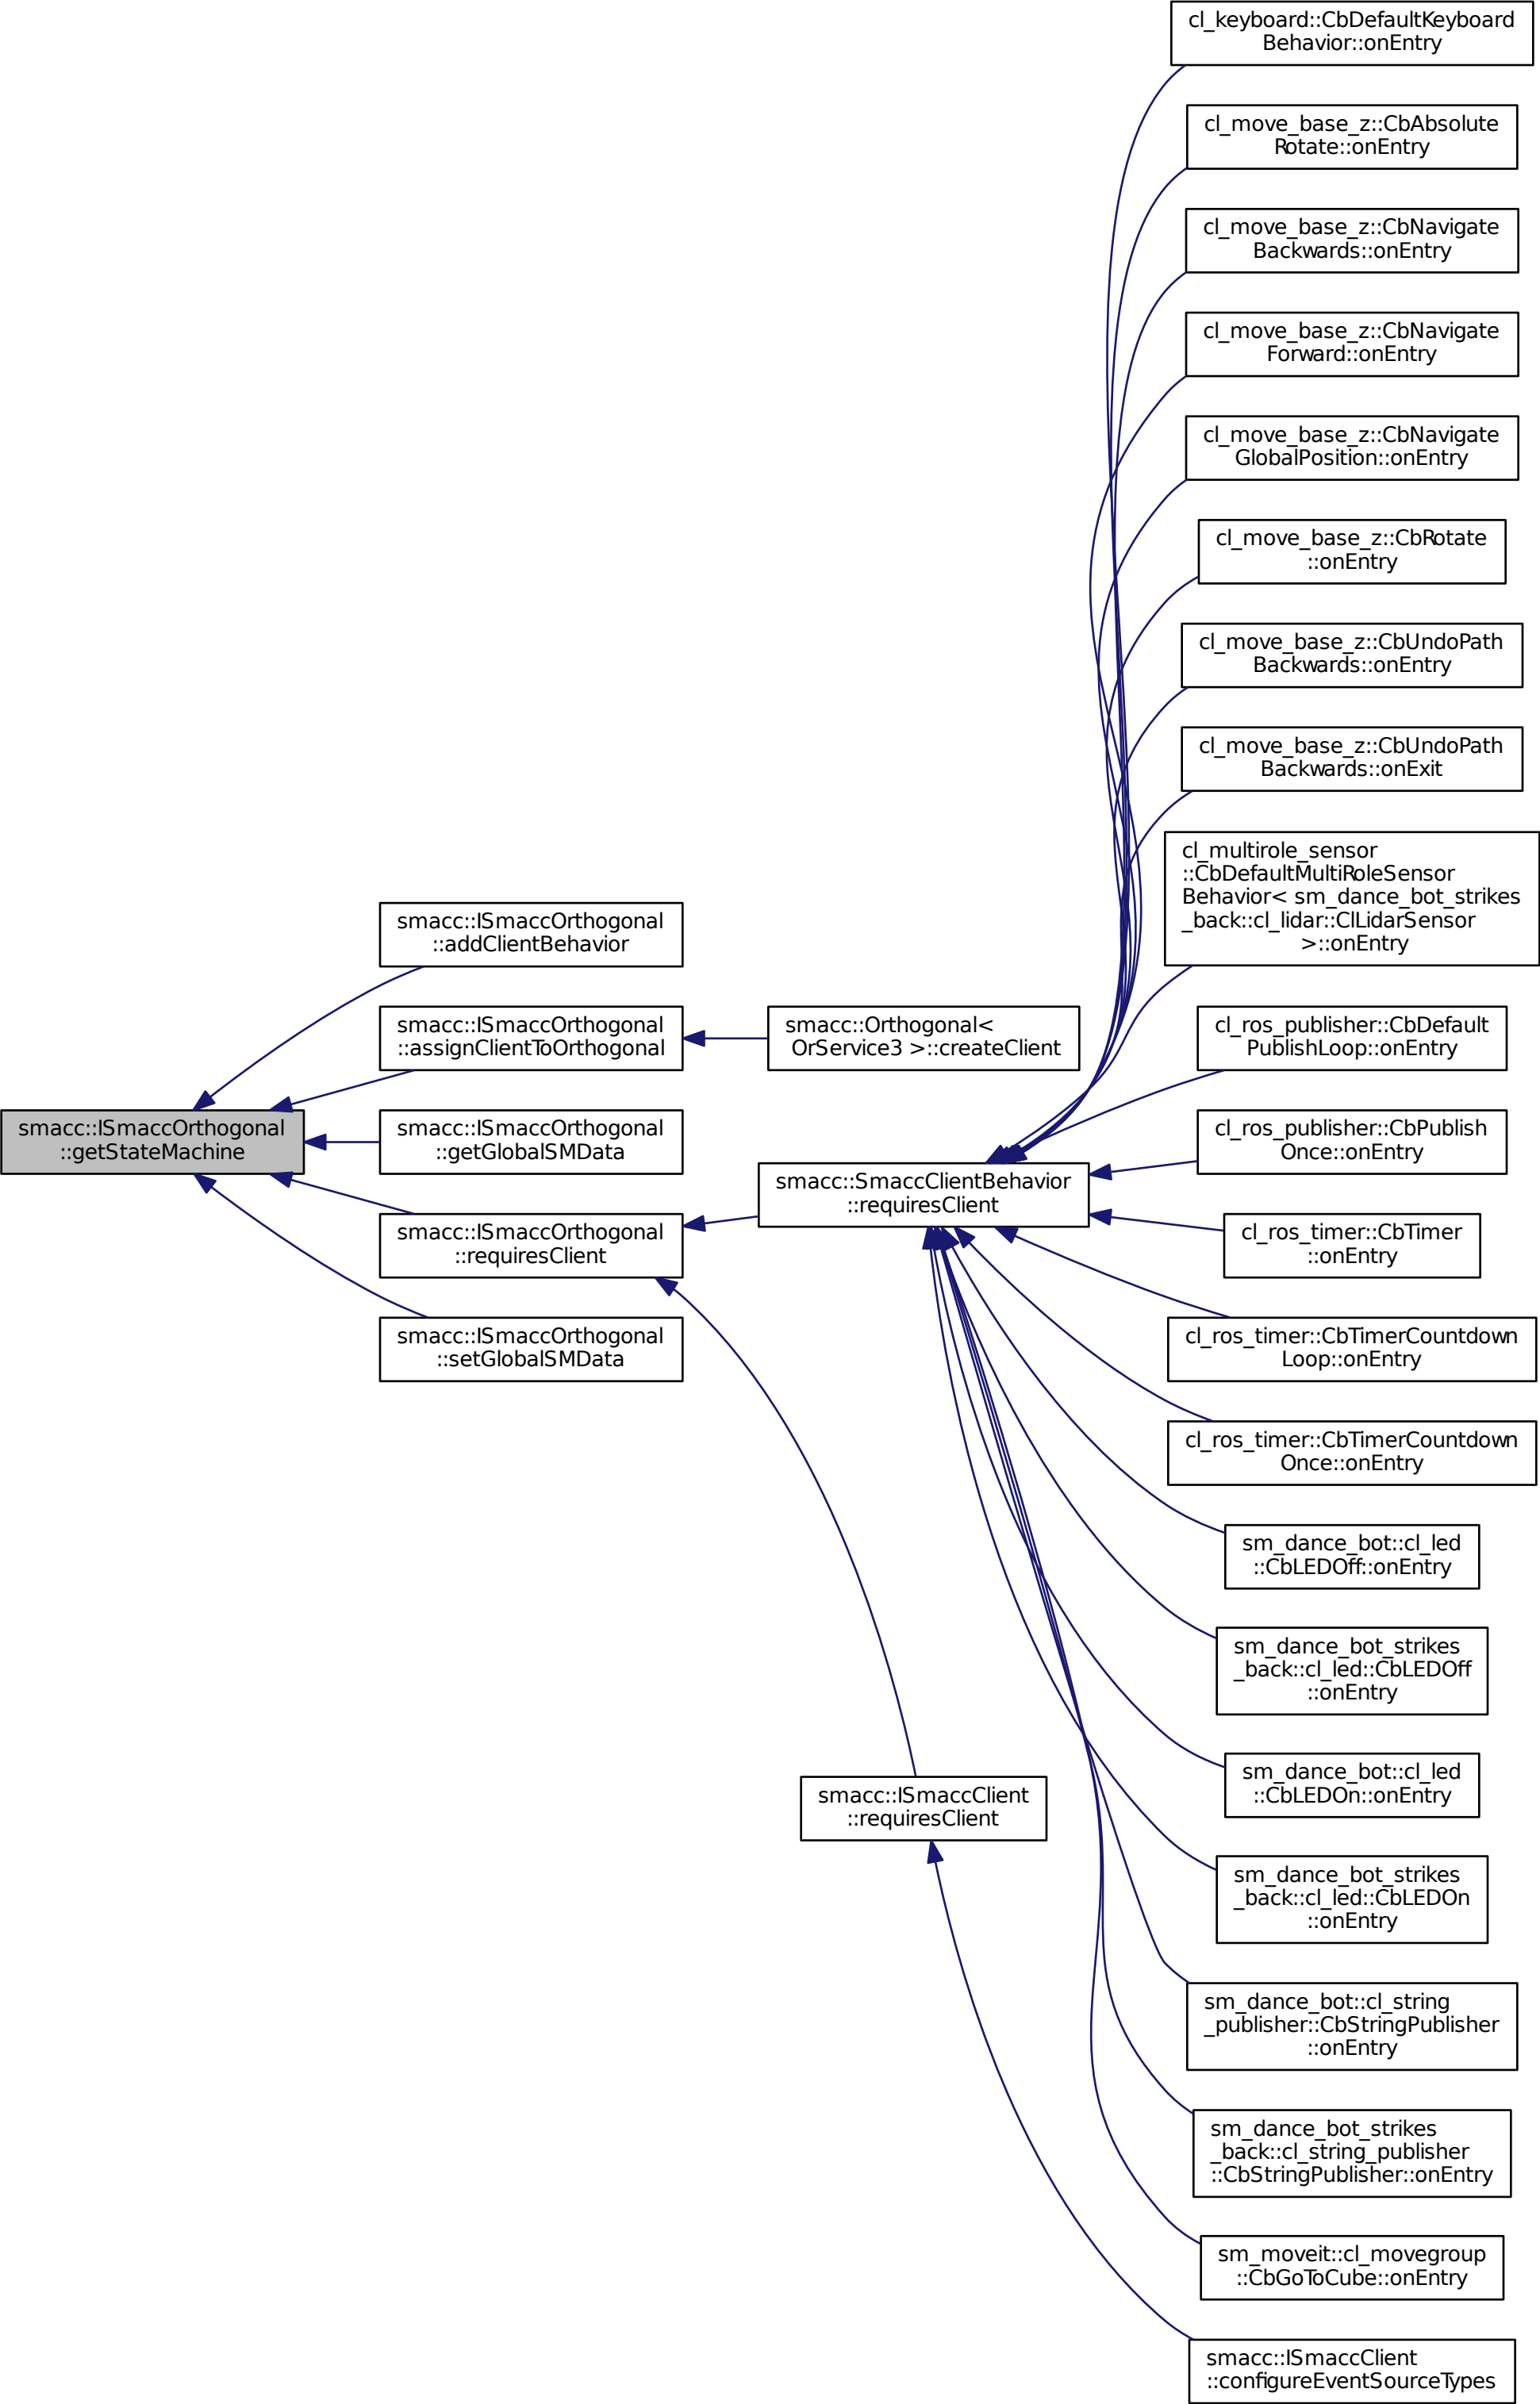 smacc::ISmaccOrthogonal
::getStateMachine
smacc::ISmaccOrthogonal
::addClientBehavior
smacc::ISmaccOrthogonal
::assignClientToOrthogonal
smacc::ISmaccOrthogonal
::getGlobalSMData
smacc::ISmaccOrthogonal
::requiresClient
smacc::ISmaccOrthogonal
::setGlobalSMData
smacc::Orthogonal<
OrService3 >::createClient
smacc::SmaccClientBehavior
::requiresClient
smacc::ISmaccClient
::requiresClient
cl_keyboard::CbDefaultKeyboard
Behavior::onEntry
cl_move_base_z::CbAbsolute
Rotate::onEntry
cl_move_base_z::CbNavigate
Backwards::onEntry
cl_move_base_z::CbNavigate
Forward::onEntry
cl_move_base_z::CbNavigate
GlobalPosition::onEntry
cl_move_base_z::CbRotate
::onEntry
cl_move_base_z::CbUndoPath
Backwards::onEntry
cl_move_base_z::CbUndoPath
Backwards::onExit
cl_multirole_sensor
::CbDefaultMultiRoleSensor
Behavior< sm_dance_bot_strikes
_back::cl_lidar::ClLidarSensor
>::onEntry
cl_ros_publisher::CbDefault
PublishLoop::onEntry
cl_ros_publisher::CbPublish
Once::onEntry
cl_ros_timer::CbTimer
::onEntry
cl_ros_timer::CbTimerCountdown
Loop::onEntry
cl_ros_timer::CbTimerCountdown
Once::onEntry
sm_dance_bot::cl_led
::CbLEDOff::onEntry
sm_dance_bot_strikes
_back::cl_led::CbLEDOff
::onEntry
sm_dance_bot::cl_led
::CbLEDOn::onEntry
sm_dance_bot_strikes
_back::cl_led::CbLEDOn
::onEntry
sm_dance_bot::cl_string
_publisher::CbStringPublisher
::onEntry
sm_dance_bot_strikes
_back::cl_string_publisher
::CbStringPublisher::onEntry
sm_moveit::cl_movegroup
::CbGoToCube::onEntry
smacc::ISmaccClient
::configureEventSourceTypes